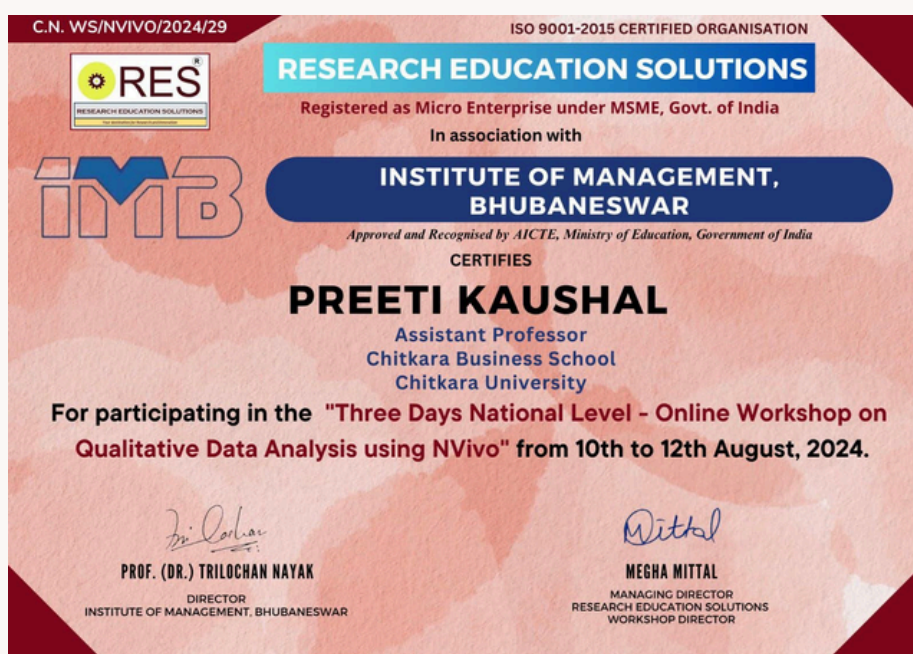 C.N. WS/NVIVO/2024/29
ISO 9001-2015 CERTIFIED ORGANISATION
RES
®
RESEARCH EDUCATION SOLUTIONS
RESEARCH EDUCATION SOLUTIONS
Registered as Micro Enterprise under MSME, Govt. of India
In association with
iMB
INSTITUTE OF MANAGEMENT,
BHUBANESWAR
Approved and Recognised by AICTE, Ministry of Education, Government of India
CERTIFIES
PREETI KAUSHAL
Assistant Professor
Chitkara Business School
Chitkara University
For participating in the "Three Days National Level - Online Workshop on
Qualitative Data Analysis using NVivo" from 10th to 12th August, 2024.
Mittal
PROF. (DR.) TRILOCHAN NAYAK
MEGHA MITTAL
DIRECTOR
INSTITUTE OF MANAGEMENT, BHUBANESWAR
MANAGING DIRECTOR
RESEARCH EDUCATION SOLUTIONS
WORKSHOP DIRECTOR